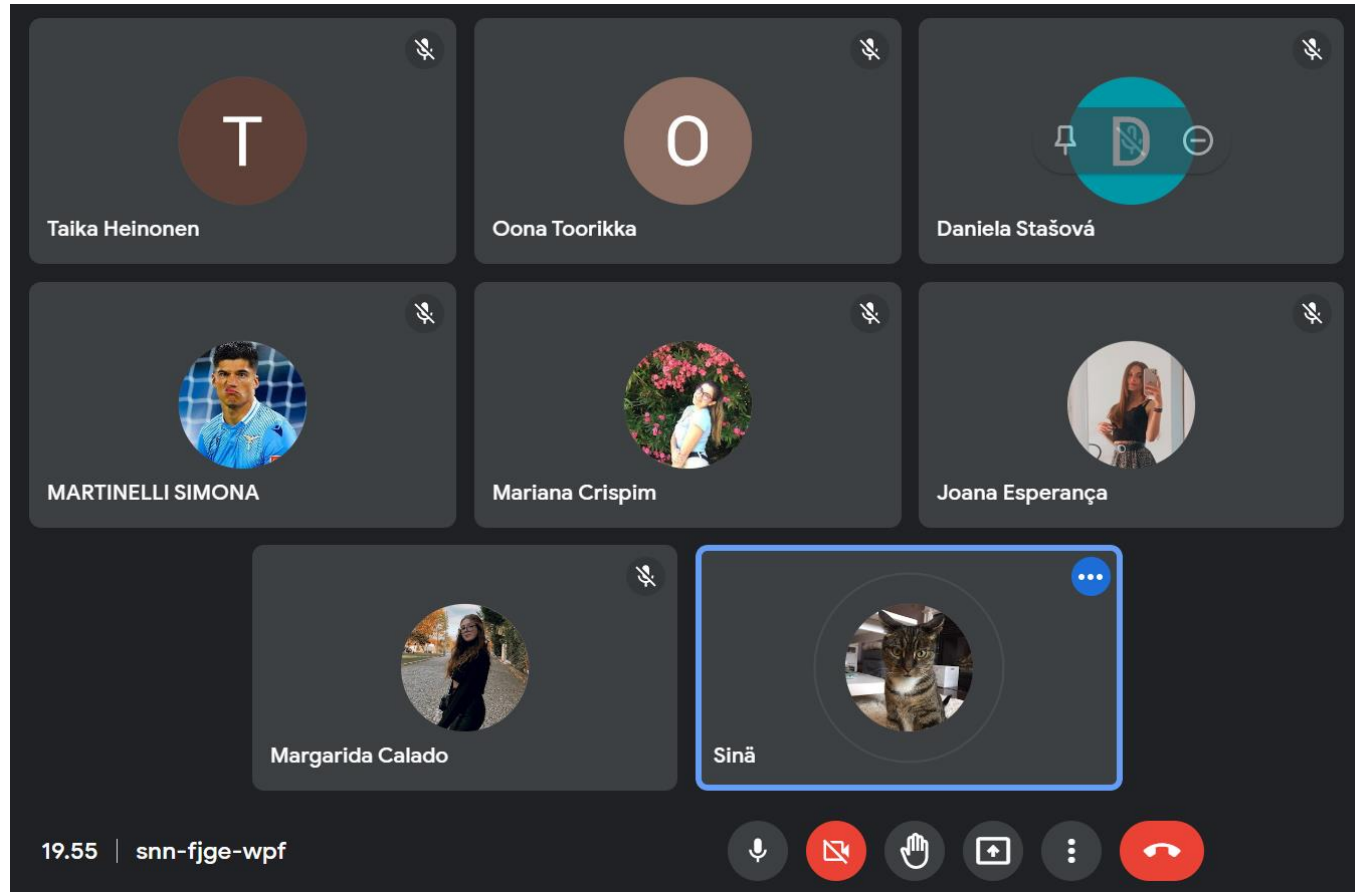 T
O
D
Taika Heinonen
Oona Toorikka
Daniela Stašová
MARTINELLI SIMONA
Mariana Crispim
Joana Esperança
Margarida Calado
Sinä
19.55 | snn-fjge-wpf